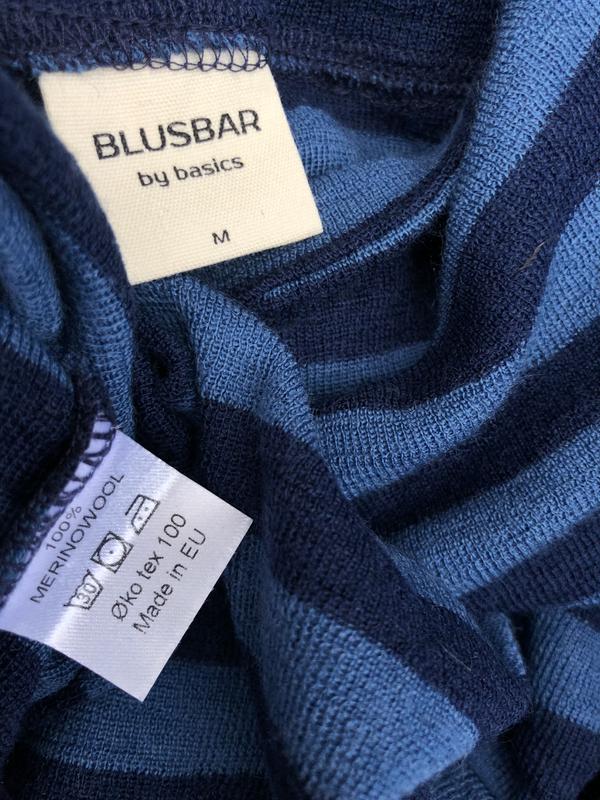 BLUSBAR
by basics
M
100%
MERINOWOOL
30
Øko tex 100
Made in EU